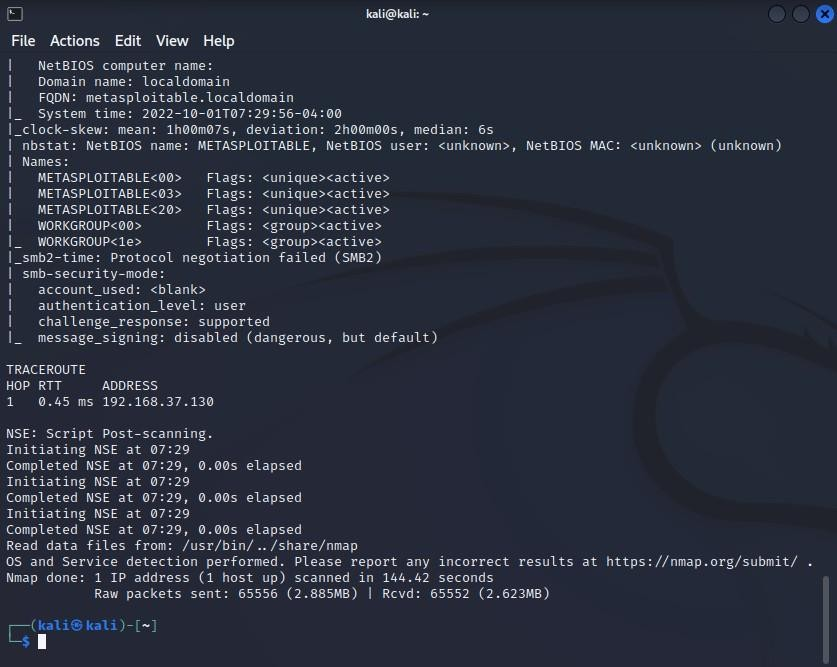 kali@kali: ~
File Actions Edit View Help
|   NetBIOS computer name:
|   Domain name: localdomain
|   FQDN: metasploitable.localdomain
|_  System time: 2022-10-01T07:29:56-04:00
|_clock-skew: mean: 1h00m07s, deviation: 2h00m00s, median: 6s
| nbstat: NetBIOS name: METASPLOITABLE, NetBIOS user: <unknown>, NetBIOS MAC: <unknown> (unknown)
| Names:
|   METASPLOITABLE<00>   Flags: <unique><active>
|   METASPLOITABLE<03>   Flags: <unique><active>
|   METASPLOITABLE<20>   Flags: <unique><active>
|   WORKGROUP<00>        Flags: <group><active>
|_  WORKGROUP<1e>        Flags: <group><active>
|_smb2-time: Protocol negotiation failed (SMB2)
| smb-security-mode:
|   account_used: <blank>
|   authentication_level: user
|   challenge_response: supported
|_  message_signing: disabled (dangerous, but default)
TRACEROUTE
HOP RTT     ADDRESS
1   0.45 ms 192.168.37.130
NSE: Script Post-scanning.
Initiating NSE at 07:29
Completed NSE at 07:29, 0.00s elapsed
Initiating NSE at 07:29
Completed NSE at 07:29, 0.00s elapsed
Initiating NSE at 07:29
Completed NSE at 07:29, 0.00s elapsed
Read data files from: /usr/bin/../share/nmap
OS and Service detection performed. Please report any incorrect results at https://nmap.org/submit/ .
Nmap done: 1 IP address (1 host up) scanned in 144.42 seconds
           Raw packets sent: 65556 (2.885MB) | Rcvd: 65552 (2.623MB)
┌──(kali㉿kali)-[~]
└─$